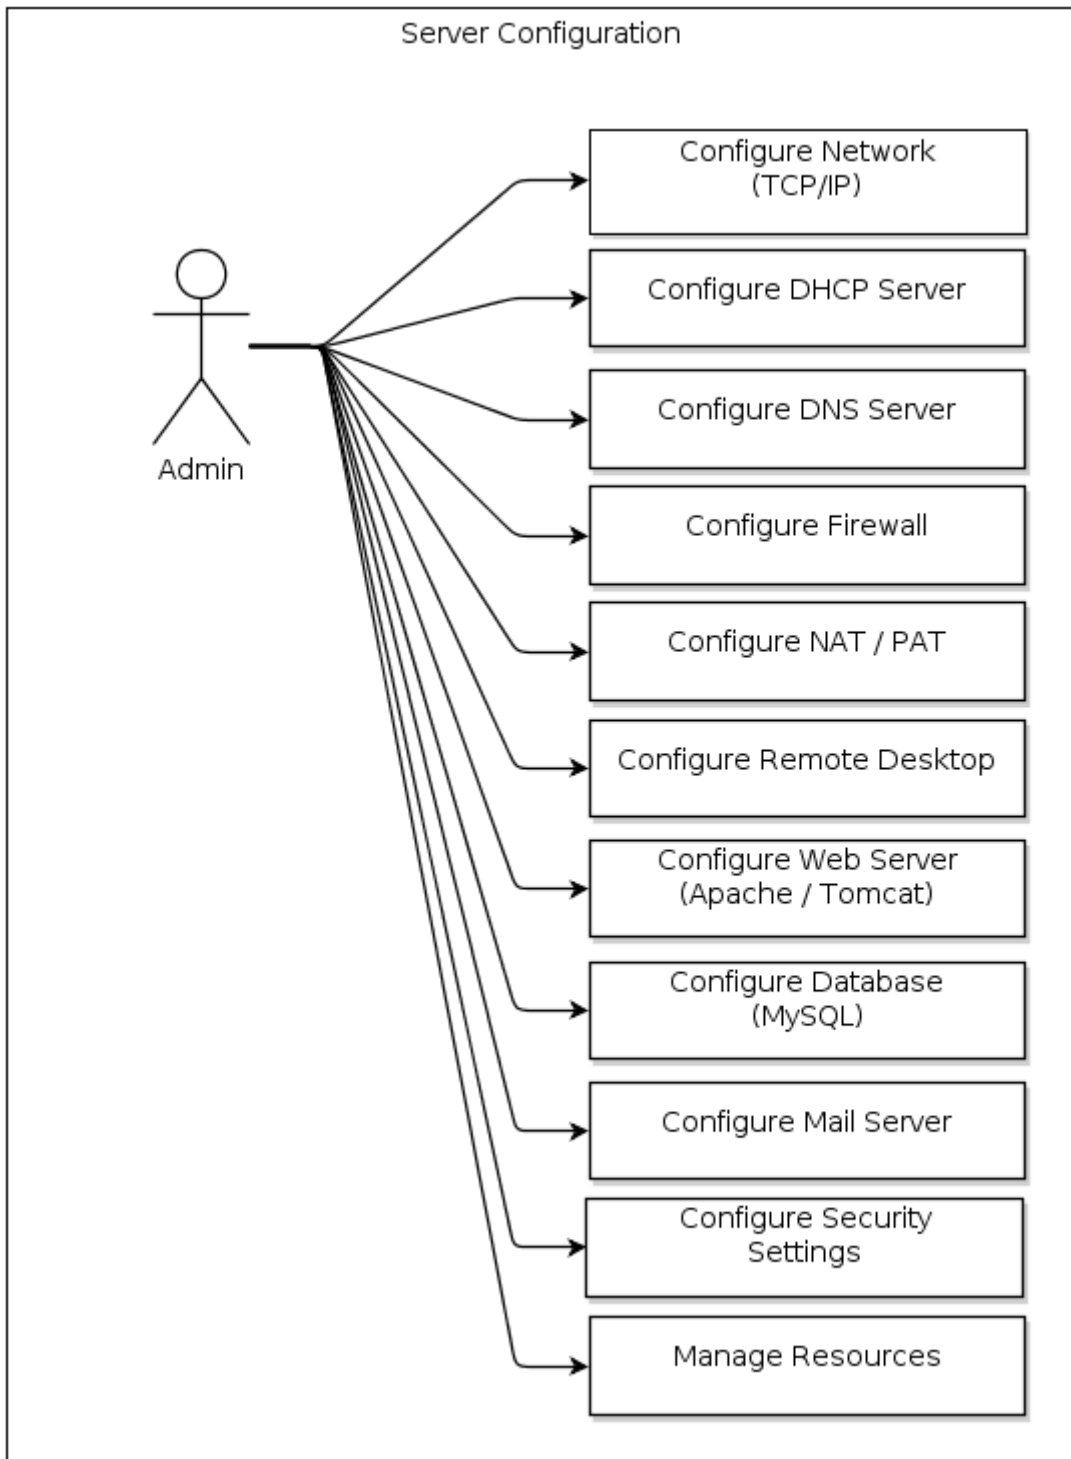 Server Configuration
Configure Network
(TCP/IP)
Configure DHCP Server
Configure DNS Server
Admin
Configure Firewall
Configure NAT / PAT
Configure Remote Desktop
Configure Web Server
(Apache / Tomcat)
Configure Database
(MySQL)
Configure Mail Server
Configure Security
Settings
Manage Resources